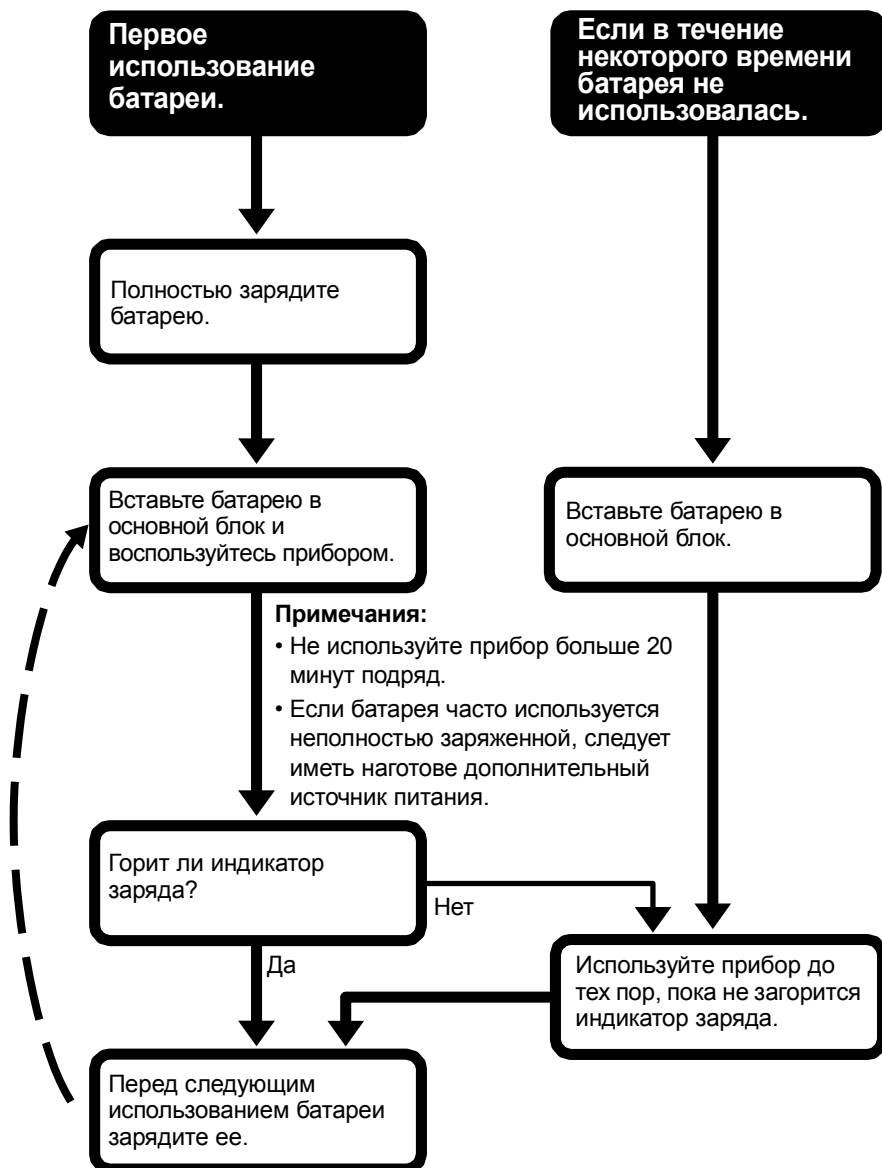 Первое
использование
батареи.
Если в течение
некоторого времени
батарея не
использовалась.
Полностью зарядите
батарею.
Вставьте батарею в
основной блок и
воспользуйтесь прибором.
Вставьте батарею в
основной блок.
Примечания:
• Не используйте прибор больше 20
минут подряд.
• Если батарея часто используется
неполностью заряженной, следует
иметь наготове дополнительный
источник питания.
Горит ли индикатор
заряда?
Нет
Да
Используйте прибор до
тех пор, пока не загорится
индикатор заряда.
Перед следующим
использованием батареи
зарядите ее.